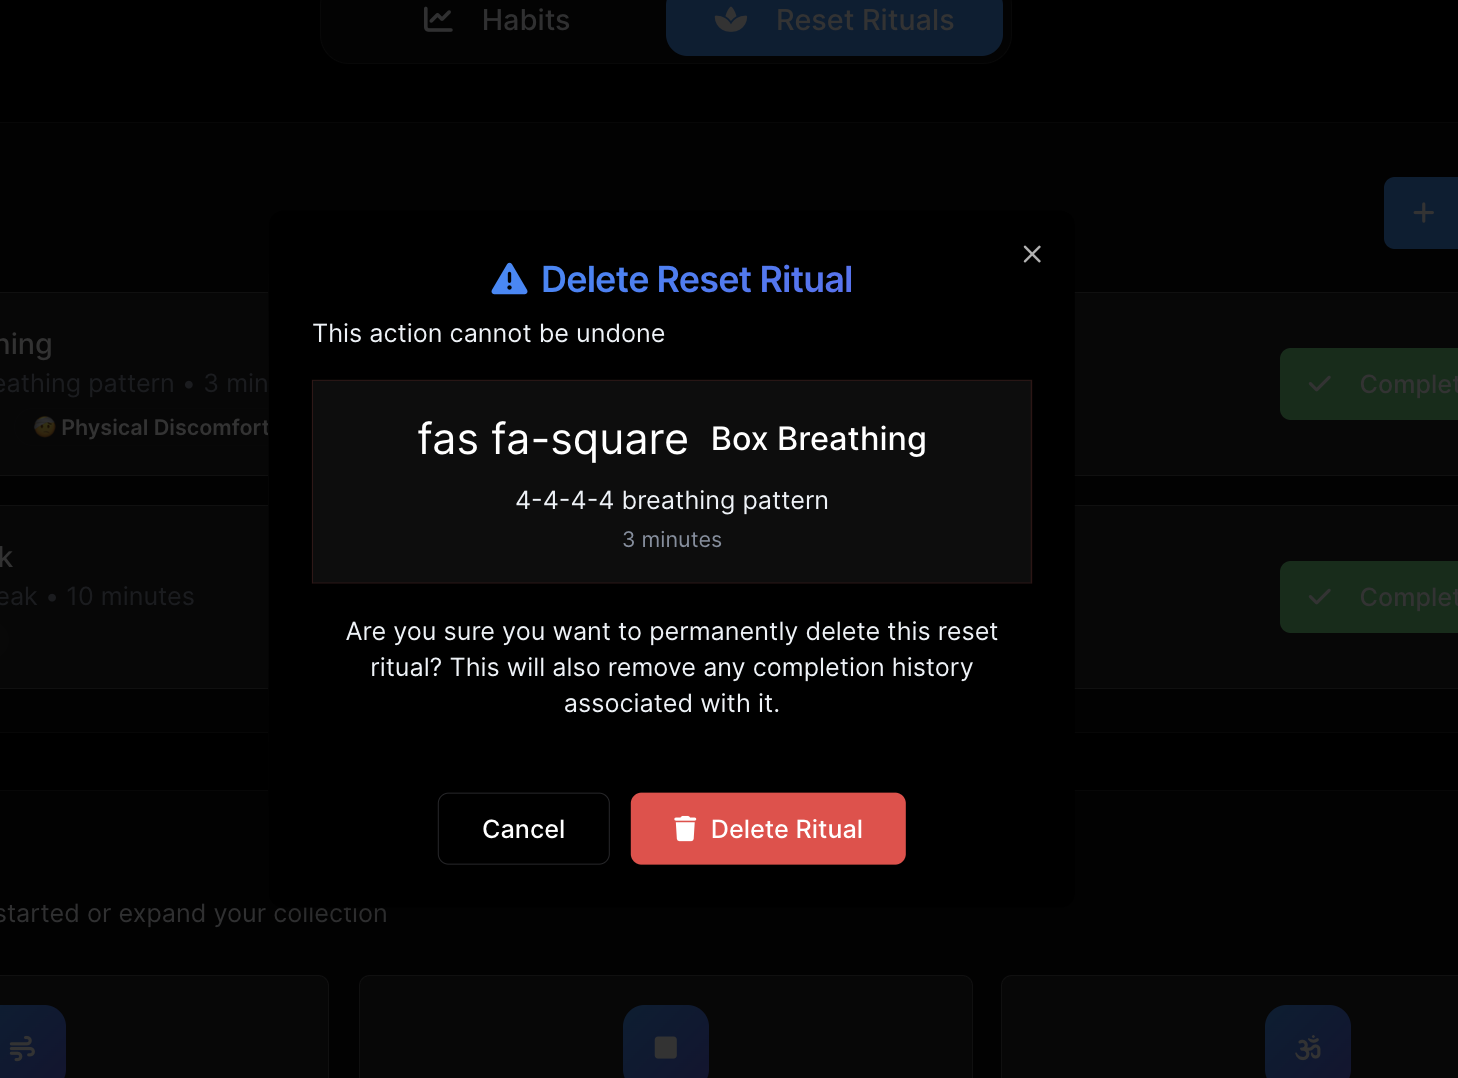 Habits
Reset Rituals
Delete Reset Ritual
This action cannot be undone
hing
eathing pattern • 3 min
Complet
Physical Discomfort
fas fa-square Box Breathing
4-4-4-4 breathing pattern
3 minutes
k
eak • 10 minutes
Complet
Are you sure you want to permanently delete this reset
ritual? This will also remove any completion history
associated with it.
Cancel
Delete Ritual
started or expand your collection
ॐ